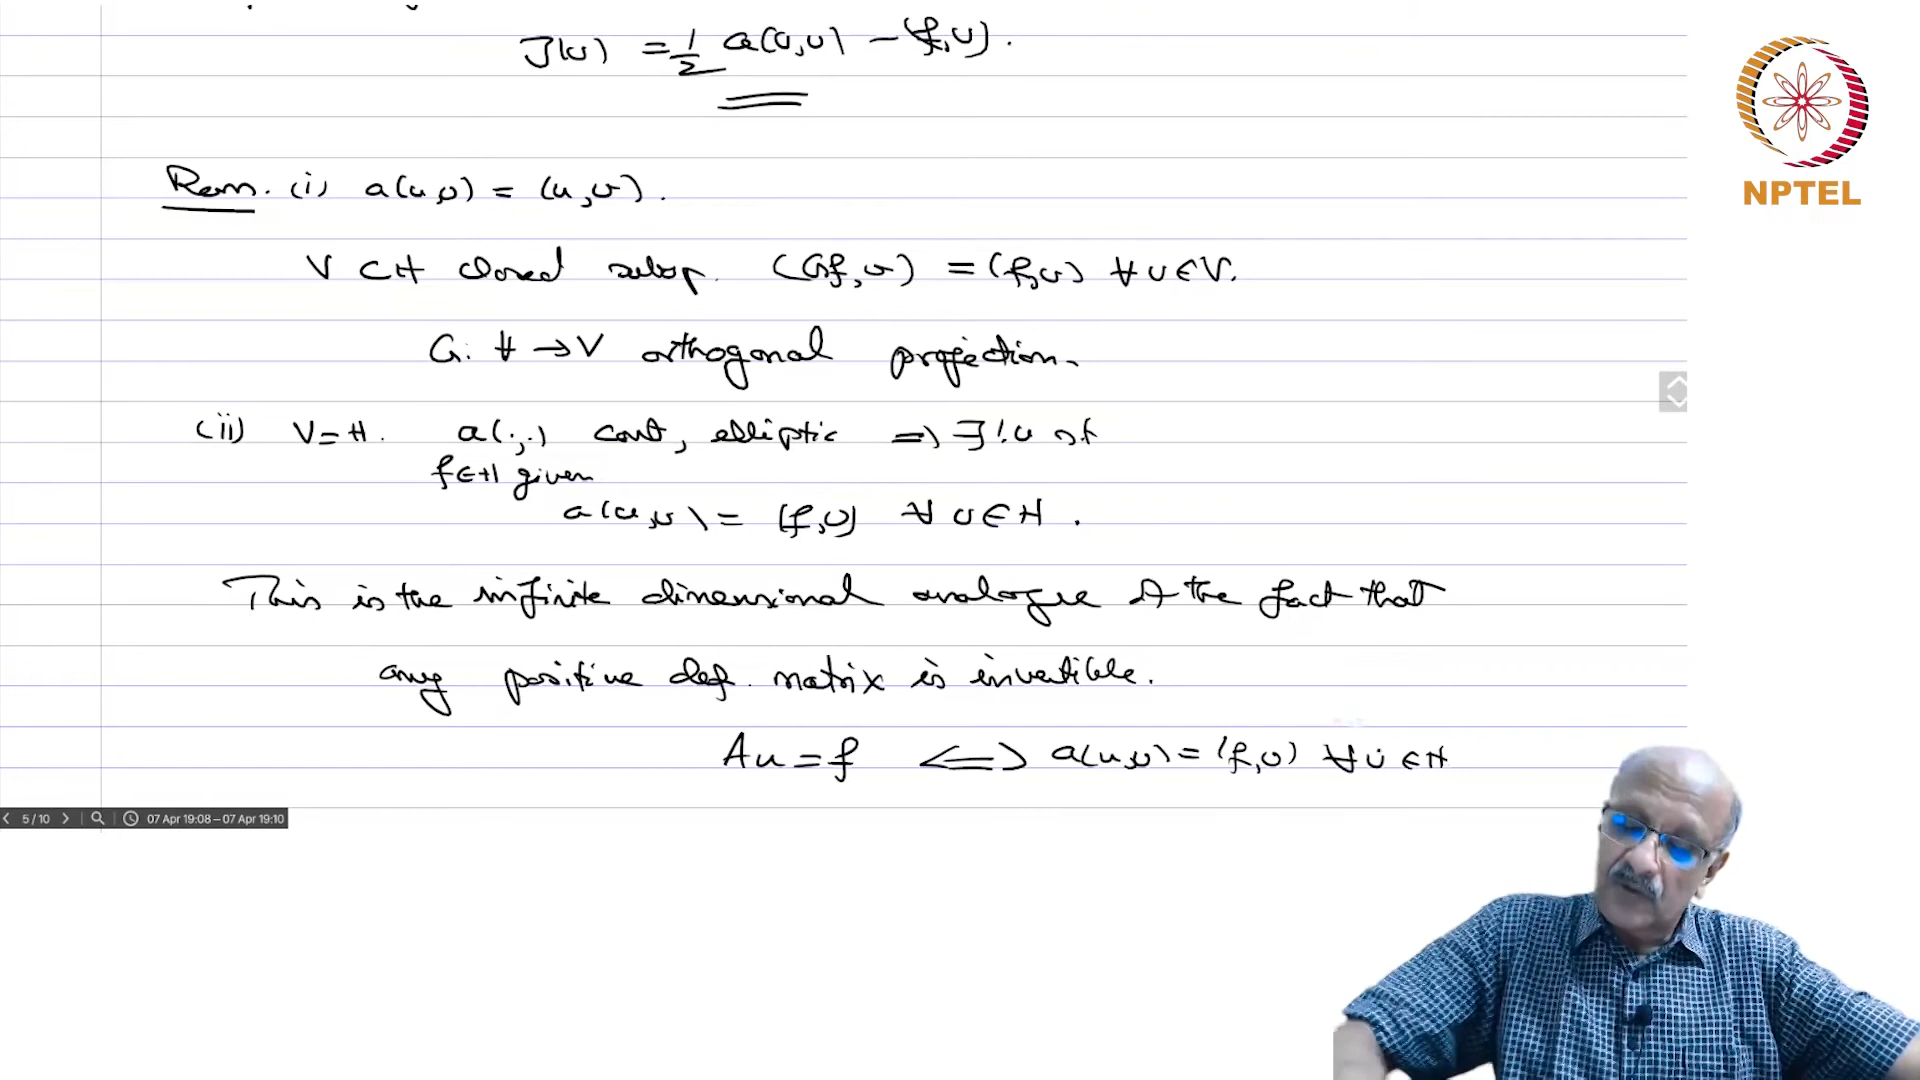 J(v) = 1/2 a(v,v) - (f,v).
Rem. (i) a(u,v) = (u,v).
V ⊂ H closed subsp. (Gf,v) = (f,v) ∀ v ∈ V.
G: H → V orthogonal projection.
(ii) V = H. a(.,.) cont, elliptic ⇒ ∃! u st
f ∈ H given
a(u,v) = (f,v) ∀ v ∈ H.
This is the infinite dimensional analogue of the fact that
any positive def. matrix is invertible.
Au = f ⇔ a(u,v) = (f,v) ∀ v ∈ H
5/10 07 Apr 19:08 – 07 Apr 19:10
NPTEL